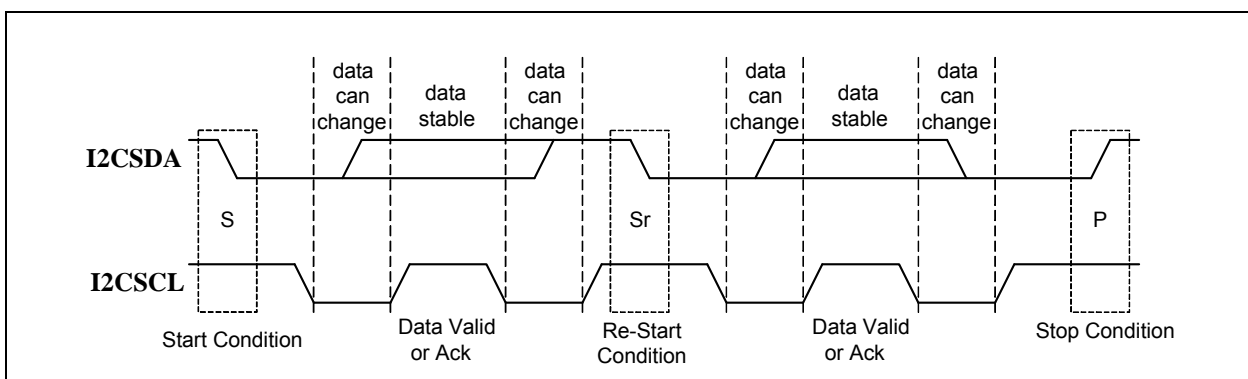 data
can
change
data
stable
data
can
change
data
can
change
data
stable
data
can
change
I2CSDA
S
Sr
P
I2CSCL
Start Condition
Data Valid
or Ack
Re-Start
Condition
Data Valid
or Ack
Stop Condition